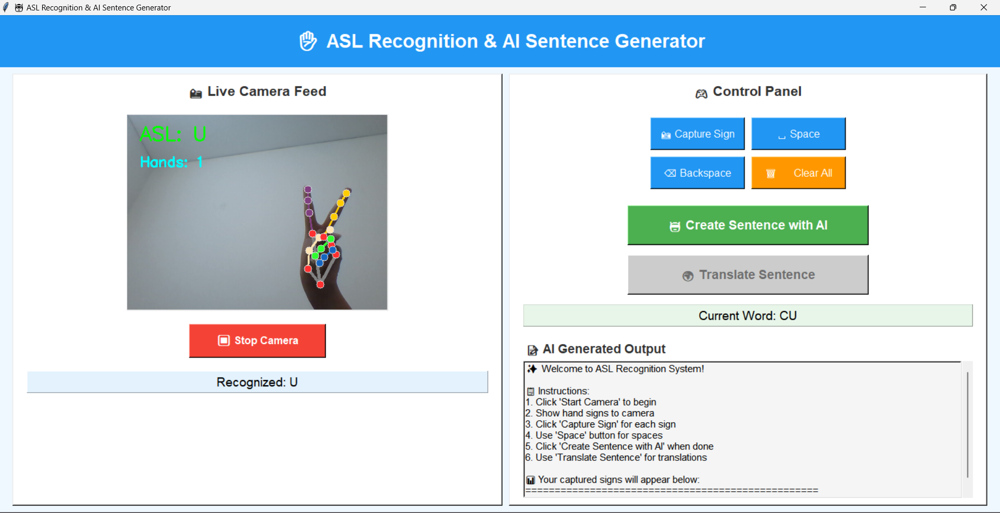 ASL Recognition & AI Sentence Generator
ASL Recognition & AI Sentence Generator
Live Camera Feed
ASL: U
Hands: 1
Stop Camera
Recognized: U
Control Panel
Capture Sign
Space
Backspace
Clear All
Create Sentence with AI
Translate Sentence
Current Word: CU
AI Generated Output
Welcome to ASL Recognition System!
Instructions:
1. Click 'Start Camera' to begin
2. Show hand signs to camera
3. Click 'Capture Sign' for each sign
4. Use 'Space' button for spaces
5. Click 'Create Sentence with AI' when done
6. Use 'Translate Sentence' for translations
Your captured signs will appear below:
==================================================